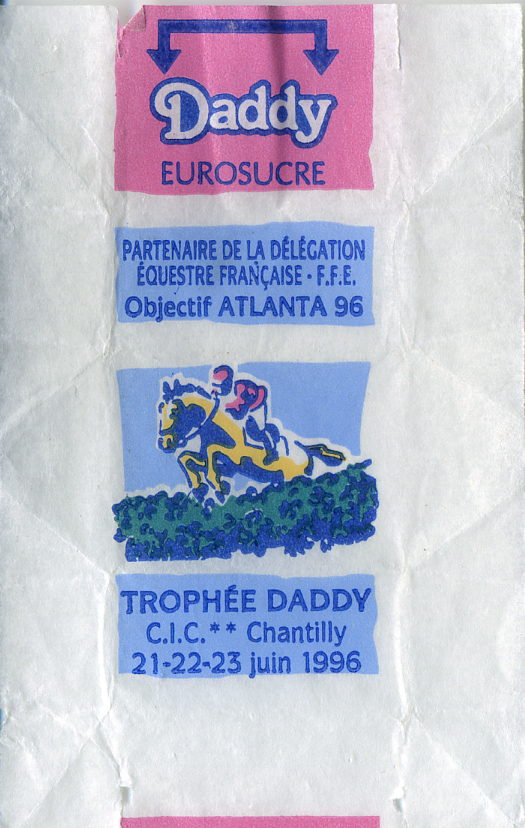 Daddy
EUROSUCRE
PARTENAIRE DE LA DÉLÉGATION
ÉQUESTRE FRANÇAISE - F.F.E.
Objectif ATLANTA 96
TROPHÉE DADDY
C.I.C.** Chantilly
21-22-23 juin 1996